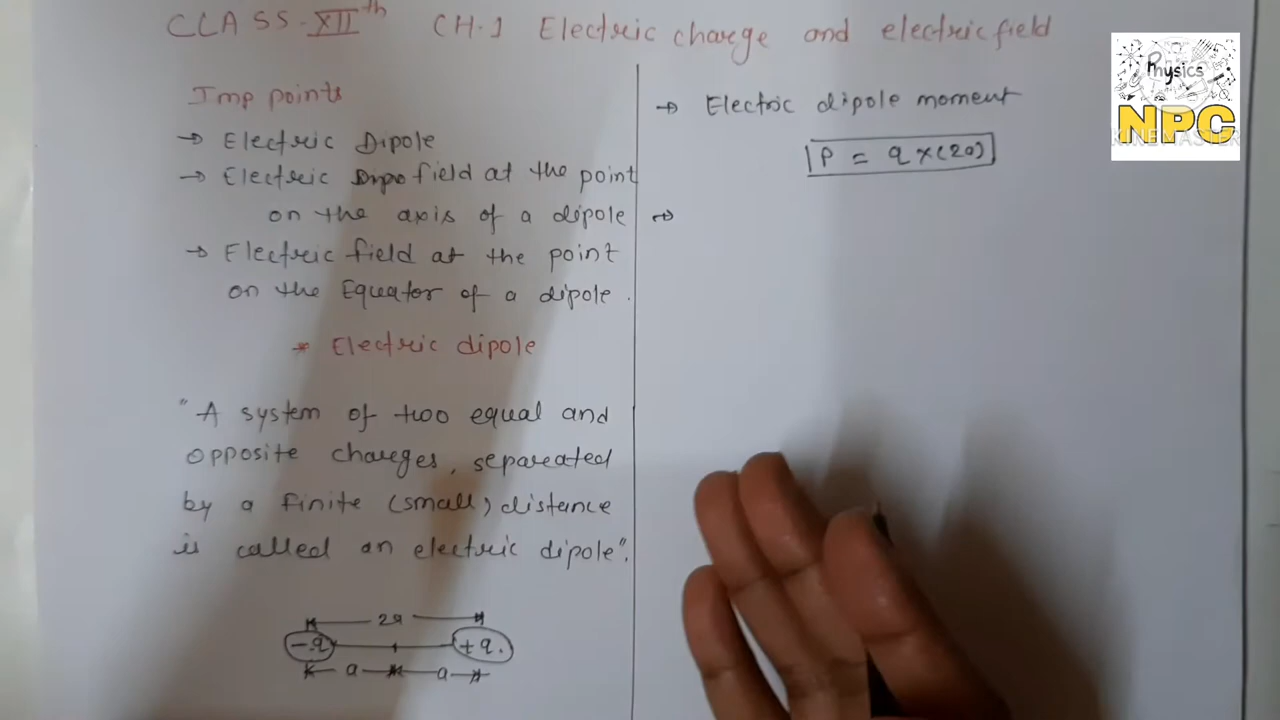 CLASS-XIIth CH.1 Electric charge and electric field
Imp points
→ Electric Dipole
→ Electric field at the point
on the axis of a dipole
→ Electric field at the point
on the Equator of a dipole.
* Electric dipole
"A system of two equal and
opposite charges, separeated
by a finite (small) distance
is called an electric dipole".
2a
-q +q.
a a
→ Electric dipole moment
P = q×(2a)
→
Physics
NPC
KINEMASTER